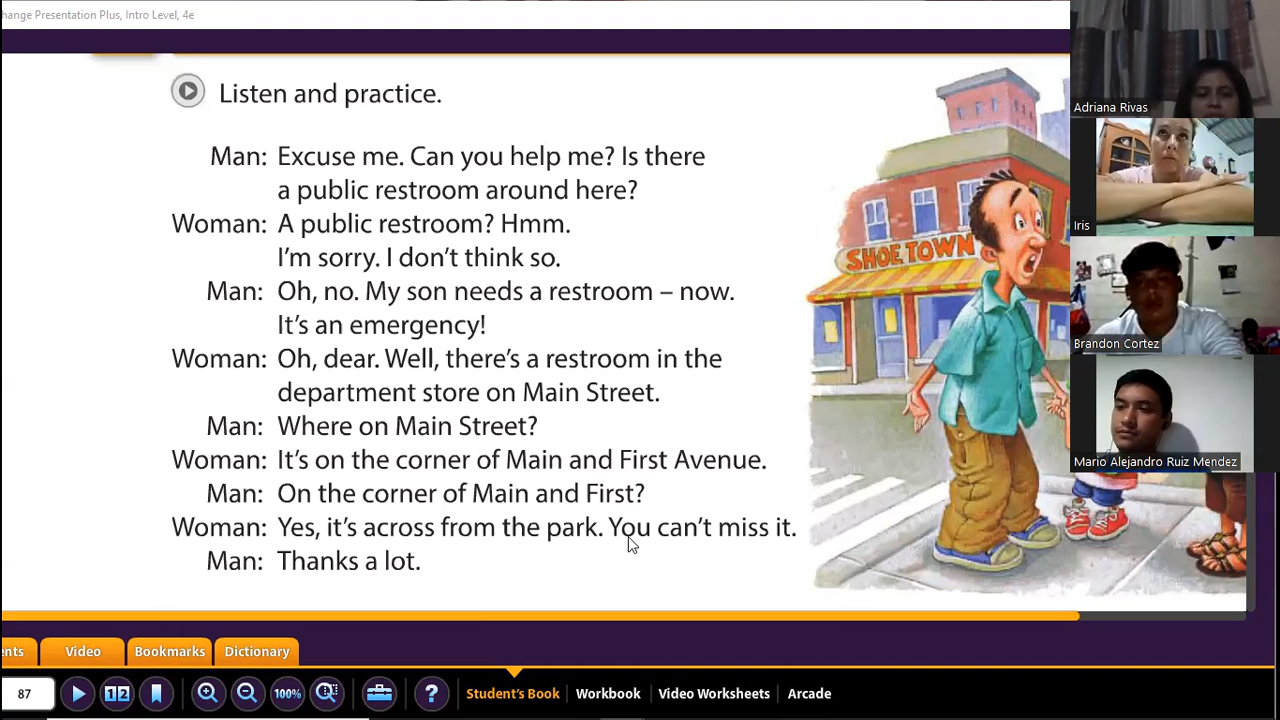 hange Presentation Plus, Intro Level, 4e
Listen and practice.
Man: Excuse me. Can you help me? Is there
a public restroom around here?
Woman: A public restroom? Hmm.
I'm sorry. I don't think so.
Man: Oh, no. My son needs a restroom – now.
It's an emergency!
Woman: Oh, dear. Well, there's a restroom in the
department store on Main Street.
Man: Where on Main Street?
Woman: It's on the corner of Main and First Avenue.
Man: On the corner of Main and First?
Woman: Yes, it's across from the park. You can't miss it.
Man: Thanks a lot.
SHOE TOWN
Adriana Rivas
Iris
Brandon Cortez
Mario Alejandro Ruiz Mendez
ents Video Bookmarks Dictionary
87 1 2 100% ? Student's Book Workbook Video Worksheets Arcade